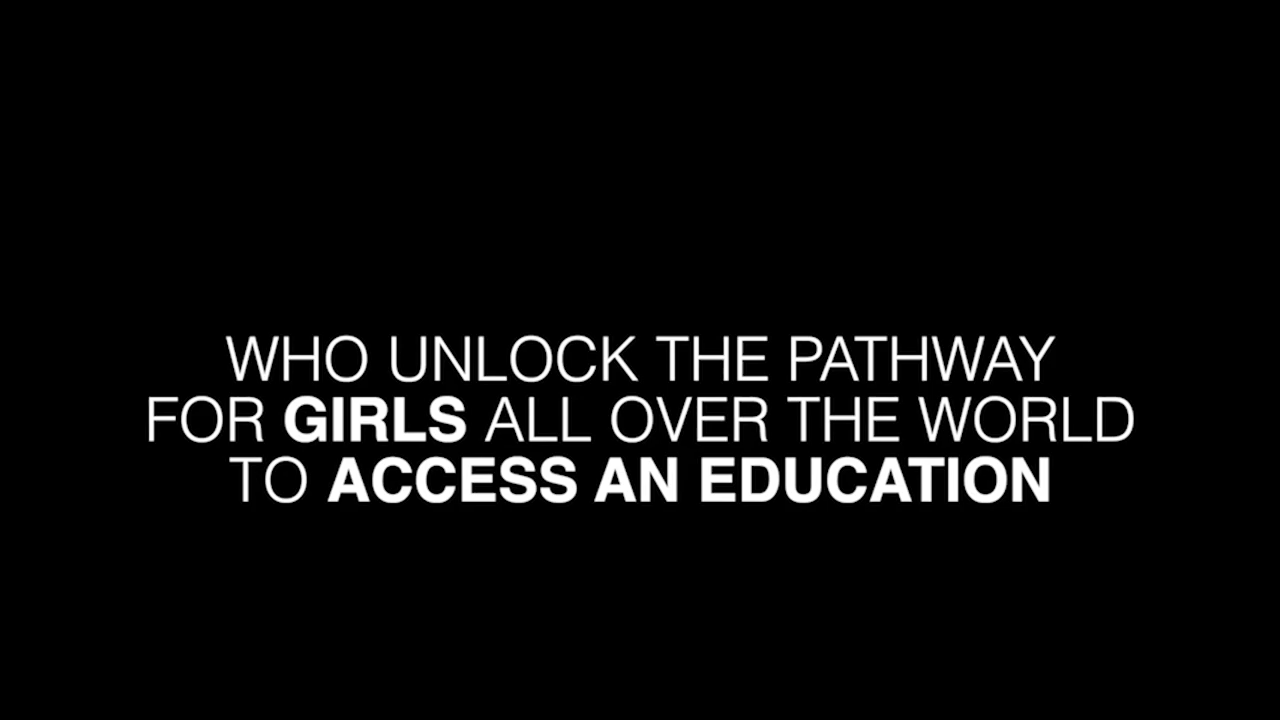 WHO UNLOCK THE PATHWAY
FOR GIRLS ALL OVER THE WORLD
TO ACCESS AN EDUCATION